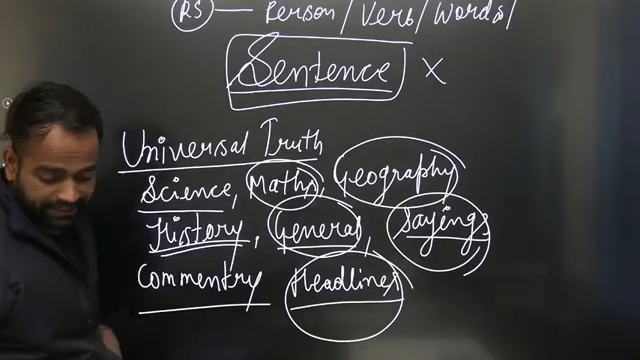 RS — Person/Verb/Words/
Sentence ×
Universal Truth
Science, Maths, Geography
History, General, Sayings
Commentry Headlines